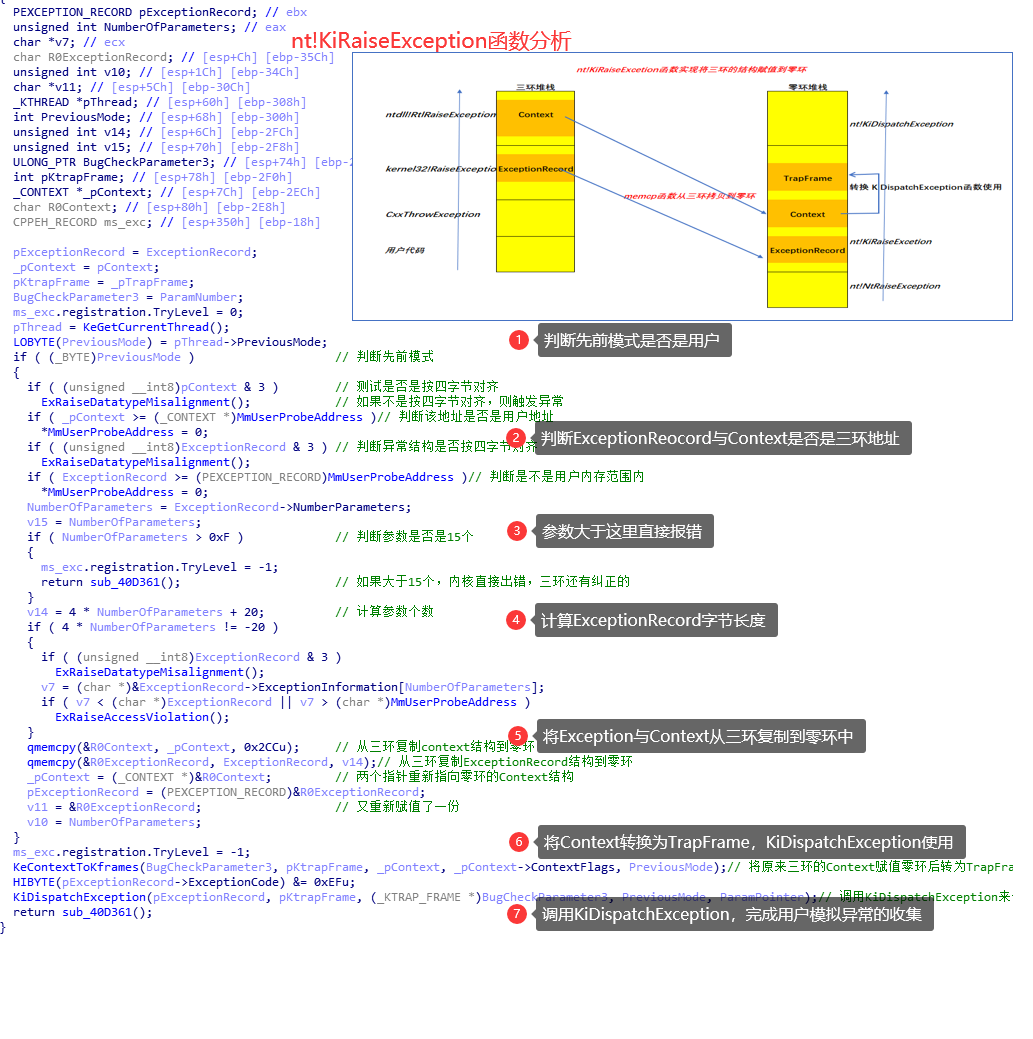 {
PEXCEPTION_RECORD pExceptionRecord; // ebx
unsigned int NumberOfParameters; // eax
char *v7; // ecx
char R0ExceptionRecord; // [esp+Ch] [ebp-35Ch]
unsigned int v10; // [esp+1Ch] [ebp-34Ch]
char *v11; // [esp+5Ch] [ebp-30Ch]
_KTHREAD *pThread; // [esp+60h] [ebp-308h]
int PreviousMode; // [esp+68h] [ebp-300h]
unsigned int v14; // [esp+6Ch] [ebp-2FCh]
unsigned int v15; // [esp+70h] [ebp-2F8h]
ULONG_PTR BugCheckParameter3; // [esp+74h] [ebp-2
int pKtrapFrame; // [esp+78h] [ebp-2F0h]
_CONTEXT *_pContext; // [esp+7Ch] [ebp-2ECh]
char R0Context; // [esp+80h] [ebp-2E8h]
CPPEH_RECORD ms_exc; // [esp+350h] [ebp-18h]
nt!KiRaiseException函数分析
nt!KiRaiseExcetion函数实现将三环的结构赋值到零环
三环堆栈
零环堆栈
ntdll!RtlRaiseException
Context
nt!KiDispatchException
kernel32!RaiseExceptio
ExceptionRecord
TrapFrame
转换 KiDispatchException函数使用
memcp函数从三环拷贝到零环
CxxThrowException
Context
用户代码
nt!KiRaiseExcetion
ExceptionRecord
nt!NtRaiseException
pExceptionRecord = ExceptionRecord;
_pContext = pContext;
pKtrapFrame = _pTrapFrame;
BugCheckParameter3 = ParamNumber;
ms_exc.registration.TryLevel = 0;
pThread = KeGetCurrentThread();
LOBYTE(PreviousMode) = pThread->PreviousMode;
1 判断先前模式是否是用户
if ( (_BYTE)PreviousMode ) // 判断先前模式
{
if ( (unsigned __int8)pContext & 3 ) // 测试是否是按四字节对齐
ExRaiseDatatypeMisalignment(); // 如果不是按四字节对齐，则触发异常
if ( _pContext >= (_CONTEXT *)MmUserProbeAddress )// 判断该地址是否是用户地址
*MmUserProbeAddress = 0;
2 判断ExceptionReocord与Context是否是三环地址
if ( (unsigned __int8)ExceptionRecord & 3 ) // 判断异常结构是否按四字节对齐
ExRaiseDatatypeMisalignment();
if ( ExceptionRecord >= (PEXCEPTION_RECORD)MmUserProbeAddress )// 判断是不是用户内存范围内
*MmUserProbeAddress = 0;
NumberOfParameters = ExceptionRecord->NumberParameters;
v15 = NumberOfParameters;
3 参数大于这里直接报错
if ( NumberOfParameters > 0xF ) // 判断参数是否是15个
{
ms_exc.registration.TryLevel = -1;
return sub_40D361(); // 如果大于15个，内核直接出错，三环还有纠正的
}
v14 = 4 * NumberOfParameters + 20; // 计算参数个数
4 计算ExceptionRecord字节长度
if ( 4 * NumberOfParameters != -20 )
{
if ( (unsigned __int8)ExceptionRecord & 3 )
ExRaiseDatatypeMisalignment();
v7 = (char *)&ExceptionRecord->ExceptionInformation[NumberOfParameters];
if ( v7 < (char *)ExceptionRecord || v7 > (char *)MmUserProbeAddress )
ExRaiseAccessViolation();
}
5 将Exception与Context从三环复制到零环中
qmemcpy(&R0Context, _pContext, 0x2CCu); // 从三环复制context结构到零环
qmemcpy(&R0ExceptionRecord, ExceptionRecord, v14);// 从三环复制ExceptionRecord结构到零环
_pContext = (_CONTEXT *)&R0Context; // 两个指针重新指向零环的Context结构
pExceptionRecord = (PEXCEPTION_RECORD)&R0ExceptionRecord;
v11 = &R0ExceptionRecord; // 又重新赋值了一份
v10 = NumberOfParameters;
}
6 将Context转换为TrapFrame，KiDispatchException使用
ms_exc.registration.TryLevel = -1;
KeContextToKframes(BugCheckParameter3, pKtrapFrame, _pContext, _pContext->ContextFlags, PreviousMode);// 将原来三环的Context赋值零环后转为TrapFra
HIBYTE(pExceptionRecord->ExceptionCode) &= 0xEFu;
KiDispatchException(pExceptionRecord, pKtrapFrame, (_KTRAP_FRAME *)BugCheckParameter3, PreviousMode, ParamPointer);// 调用KiDispatchException来
7 调用KiDispatchException，完成用户模拟异常的收集
return sub_40D361();
}